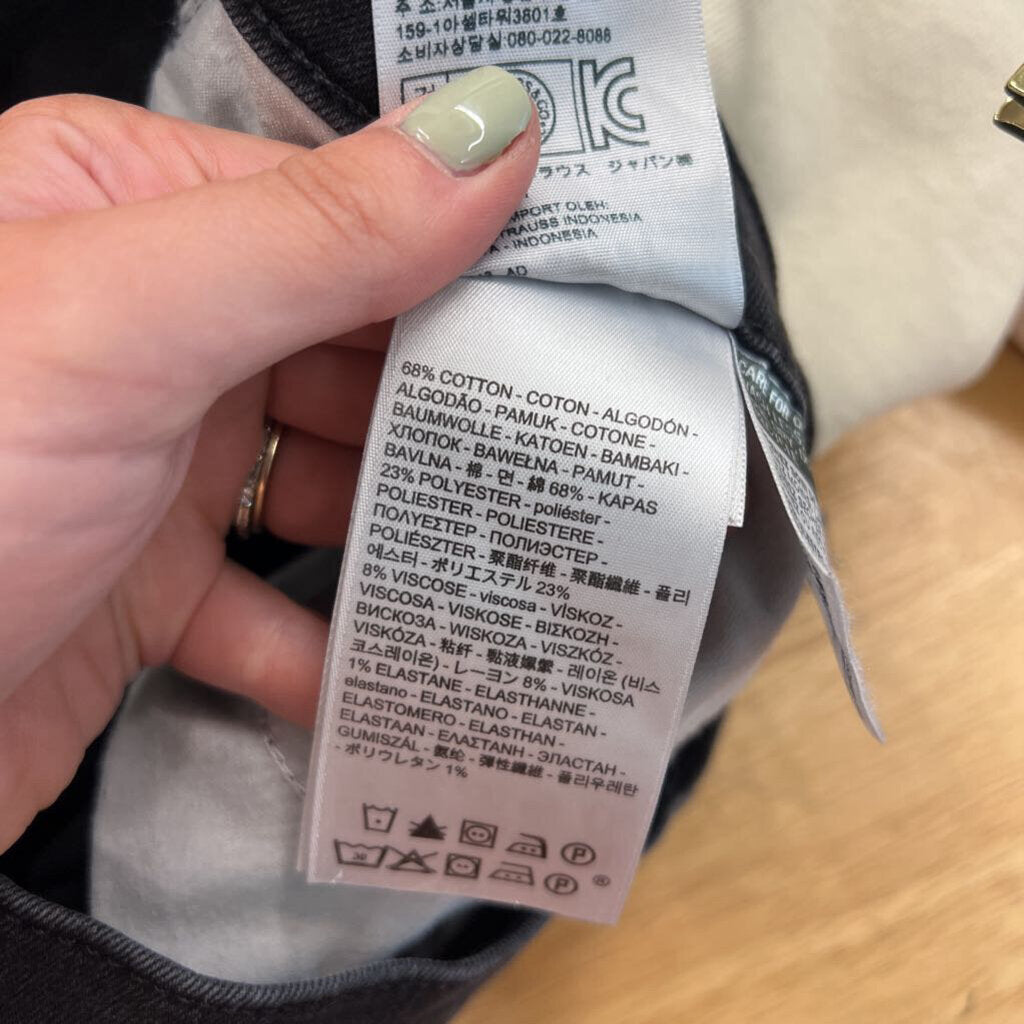 159-1아셈타워3801호
소비자상담실:080-022-8088
ラウス ジャパン㈱
MPORT OLEH:
TRAUSS INDONESIA
A - INDONESIA
68% COTTON - COTON - ALGODÓN -
ALGODÃO - PAMUK - COTONE -
BAUMWOLLE - KATOEN - BAMBAKI -
ХЛОПОК - BAWEŁNA - PAMUT -
BAVLNA - 棉 - 면 - 綿 68% - KAPAS
23% POLYESTER - poliéster -
POLIESTER - POLIESTERE -
ΠΟΛΥΕΣΤΕΡ - ПОЛИЭСТЕР -
POLIÉSZTER - 聚酯纤维 - 聚酯纖維 - 폴리
에스터 - ポリエステル 23%
8% VISCOSE - viscosa - VİSKOZ -
VISCOSA - VISKOSE - ΒΙΣΚΟΖΗ -
ВИСКОЗА - WISKOZA - VISZKÓZ -
VISKÓZA - 粘纤 - 黏液嫘縈 - 레이온 (비스
코스레이온) - レーヨン 8% - VISKOSA
1% ELASTANE - ELASTHANNE -
elastano - ELASTANO - ELASTAN -
ELASTOMERO - ELASTHAN -
ELASTAAN - ΕΛΑΣΤΑΝΗ - ЭЛАСТАН -
GUMISZÁL - 氨纶 - 彈性纖維 - 폴리우레탄
- ポリウレタン 1%
P
30 P ®